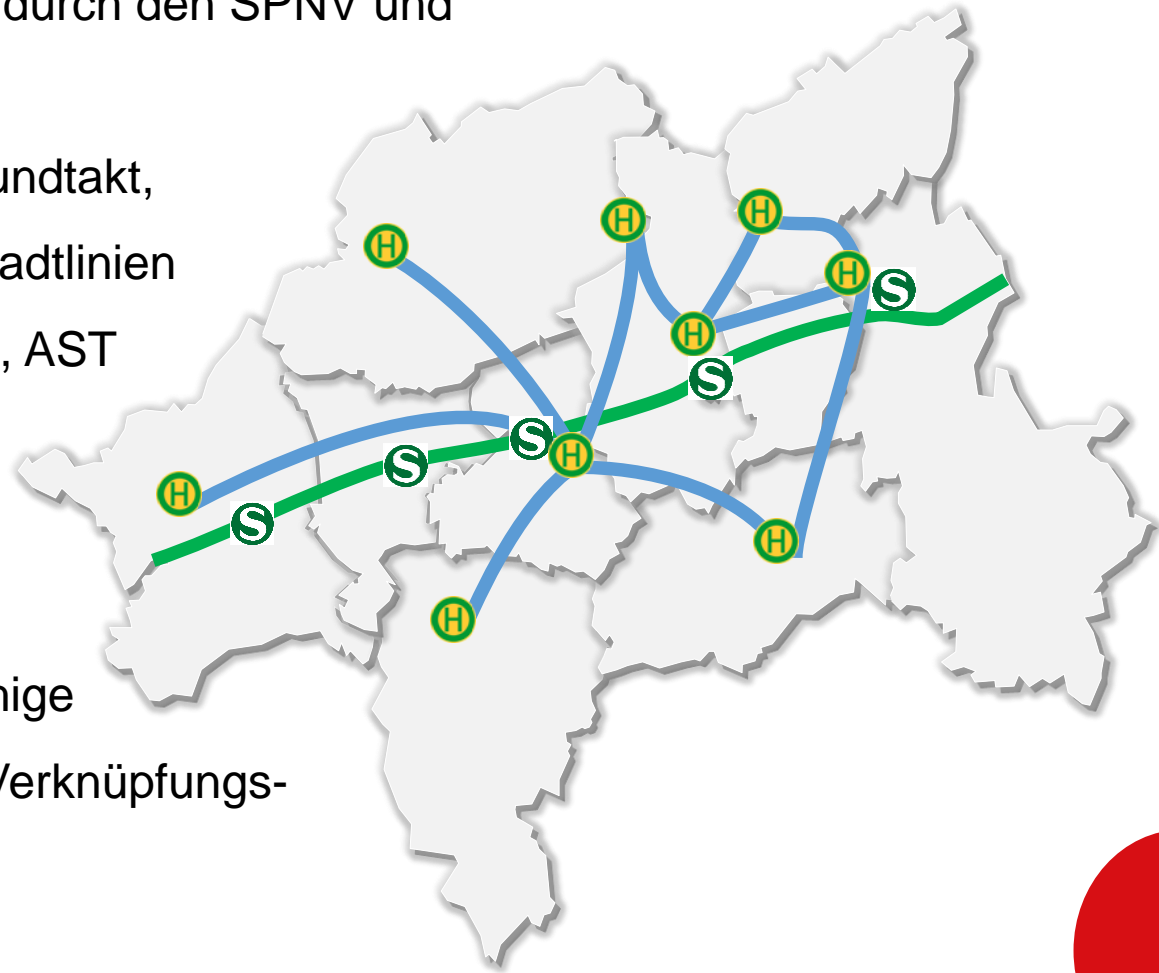 durch den SPNV und
undtakt,
adtlinien
, AST
nige
Verknüpfungs-
H
H
H
H
S
H
S
S
H
S
H
S
H
H